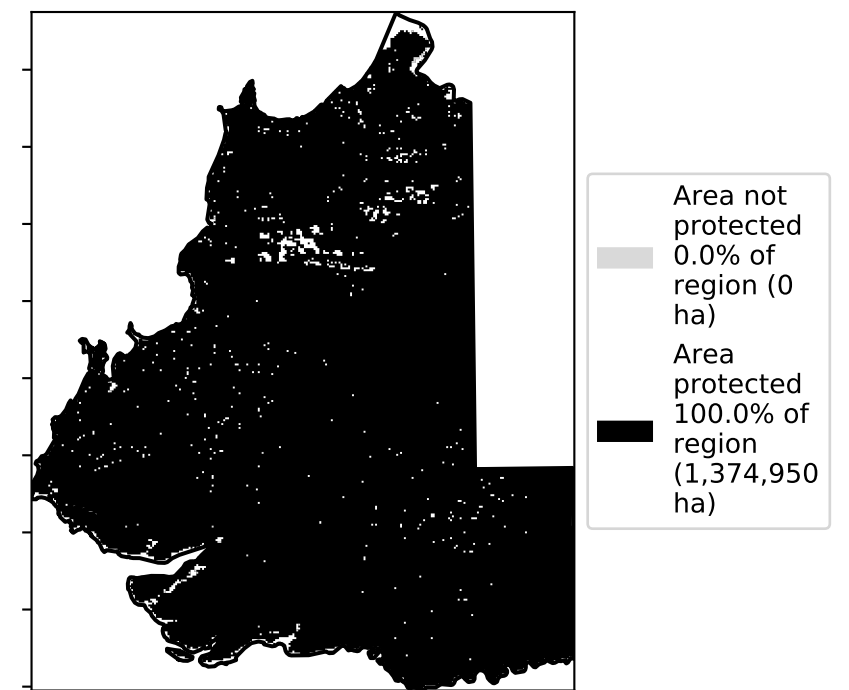 Area not
protected
0.0% of
region (0
ha)
Area
protected
100.0% of
region
(1,374,950
ha)